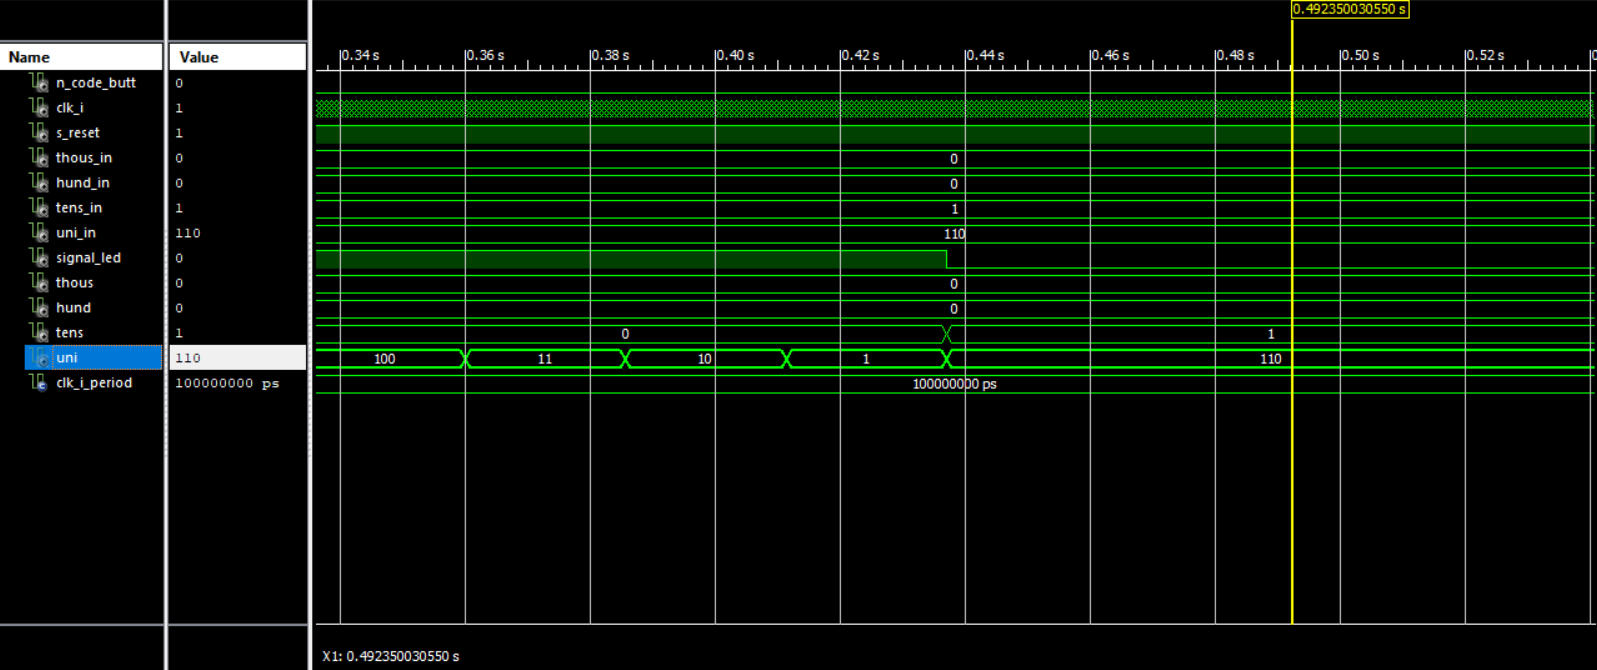 0.492350030550 s
Name Value 0.34 s 0.36 s 0.38 s 0.40 s 0.42 s 0.44 s 0.46 s 0.48 s 0.50 s 0.52 s
n_code_butt 0
clk_i 1
s_reset 1
thous_in 0 0
hund_in 0 0
tens_in 1 1
uni_in 110 110
signal_led 0
thous 0 0
hund 0 0
tens 1 0 1
uni 110 100 11 10 1 110
clk_i_period 100000000 ps 100000000 ps
X1: 0.492350030550 s